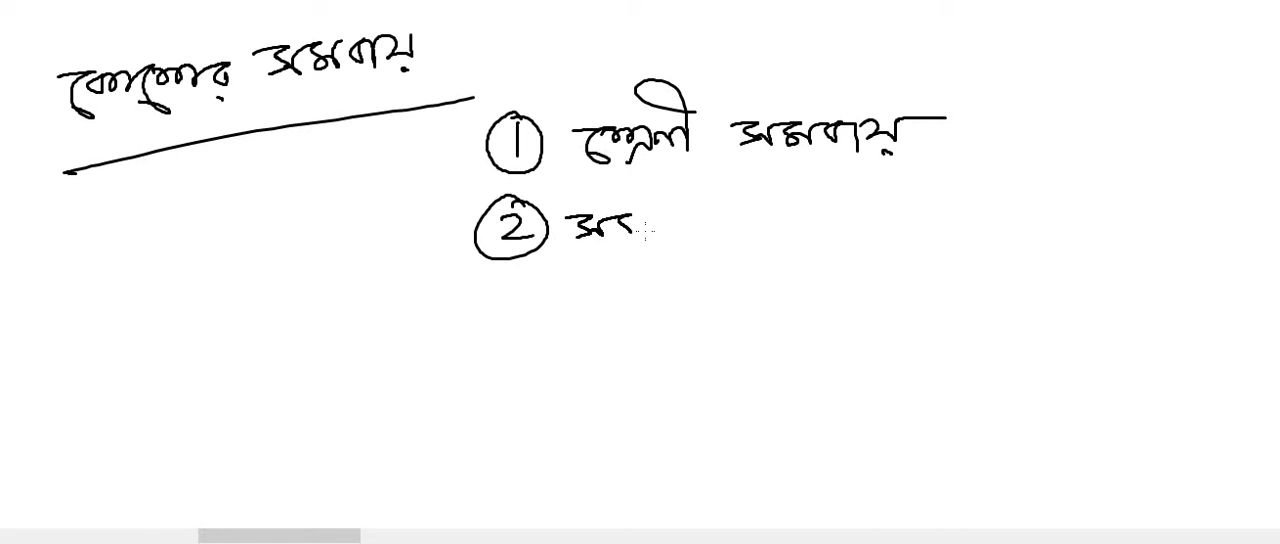 কোশের সমবায়
① শ্রেণী সমবায়
② সম